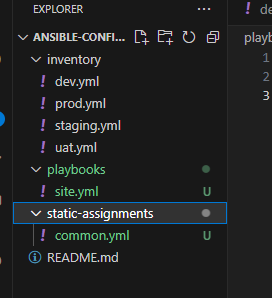 EXPLORER
ANSIBLE-CONFI...
inventory
dev.yml
prod.yml
staging.yml
uat.yml
playbooks
site.yml U
static-assignments
common.yml U
README.md
de
playb
1
2
3